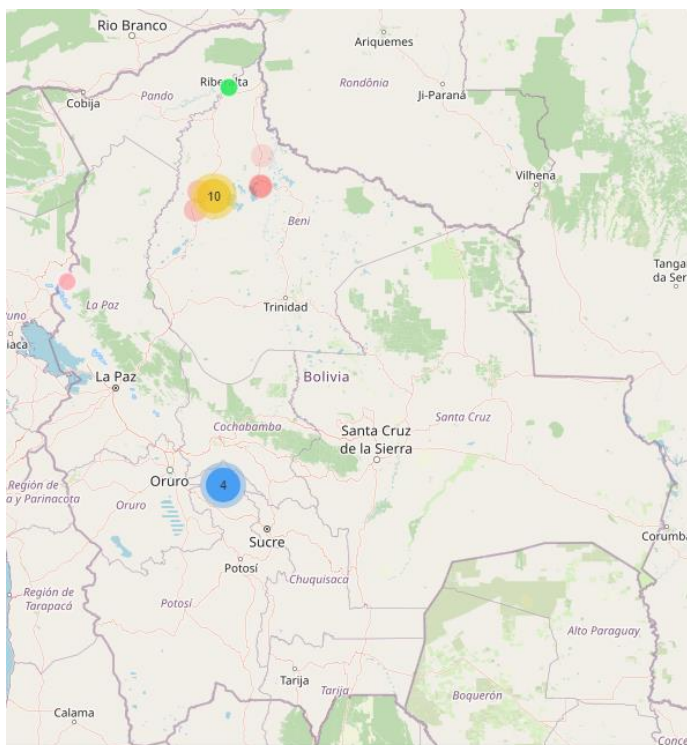 Rio Branco
Ariquemes
Cobija
Pando
Rondônia
Ji-Paraná
Vilhena
10
Beni
Tanga
da Ser
La Paz
Trinidad
uno
iaca
La Paz
Bolivia
Cochabamba
Santa Cruz
Santa Cruz
de la Sierra
Región de
a y Parinacota
Oruro
Oruro
4
Sucre
Corumb
Potosí
Chuquisaca
Región de
Tarapacá
Potosí
Alto Paraguay
Tarija
Tarija
Boquerón
Calama
Conce